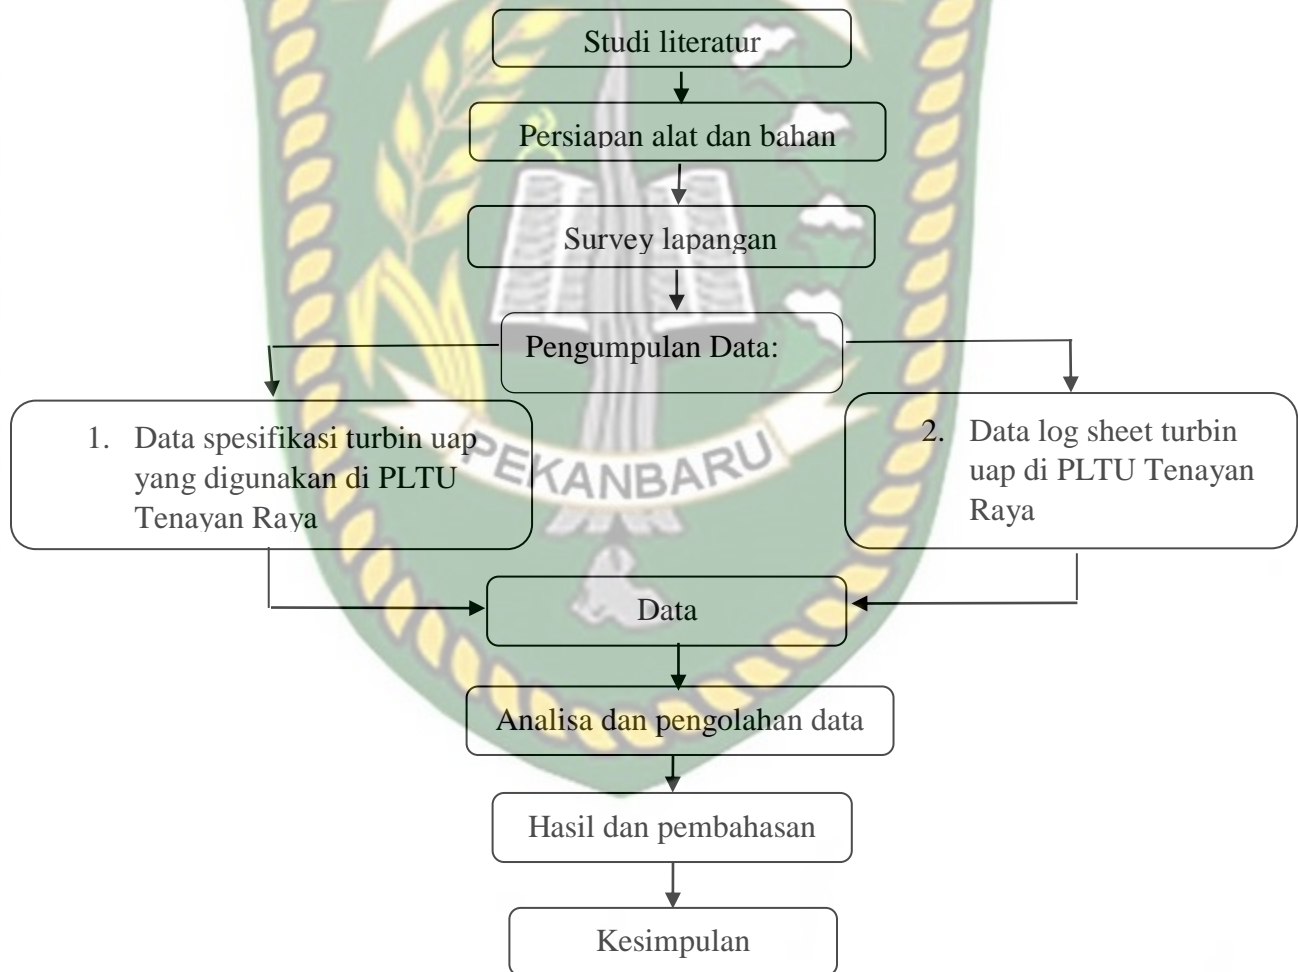 Studi literatur
Persiapan alat dan bahan
Survey lapangan
Pengumpulan Data:
1. Data spesifikasi turbin uap
yang digunakan di PLTU
Tenayan Raya
2. Data log sheet turbin
uap di PLTU Tenayan
Raya
PEKANBARU
Data
Analisa dan pengolahan data
Hasil dan pembahasan
Kesimpulan